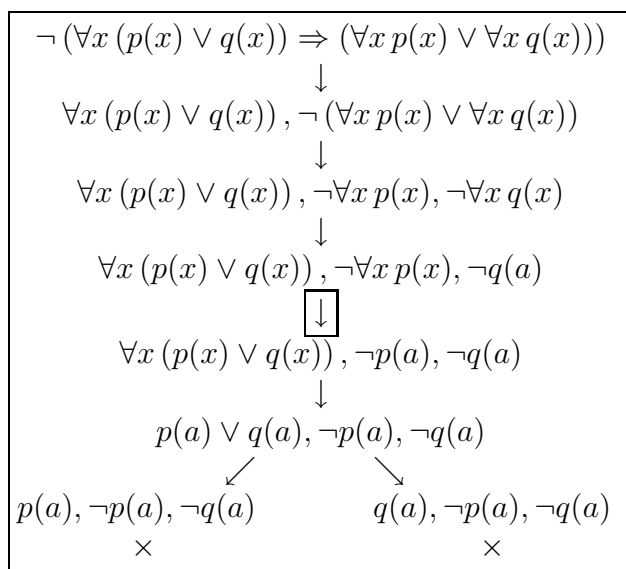 ¬ (∀x (p(x) ∨ q(x)) ⇒ (∀x p(x) ∨ ∀x q(x)))
↓
∀x (p(x) ∨ q(x)) , ¬ (∀x p(x) ∨ ∀x q(x))
↓
∀x (p(x) ∨ q(x)) , ¬∀x p(x), ¬∀x q(x)
↓
∀x (p(x) ∨ q(x)) , ¬∀x p(x), ¬q(a)
↓
∀x (p(x) ∨ q(x)) , ¬p(a), ¬q(a)
↓
p(a) ∨ q(a), ¬p(a), ¬q(a)
↙ ↘
p(a), ¬p(a), ¬q(a) q(a), ¬p(a), ¬q(a)
× ×